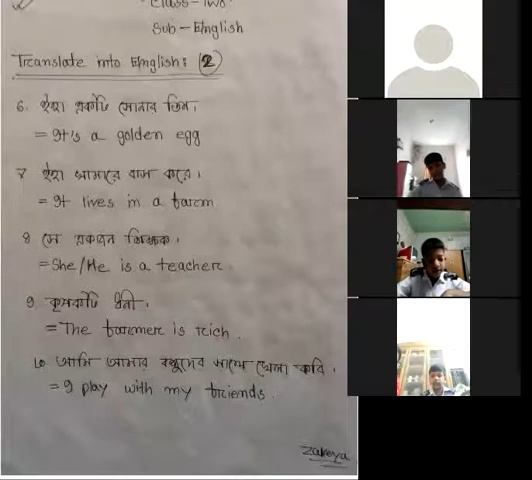 Class-Two
Sub-English
Translate into English: (2)
6. ইহা একটি সোনার ডিম।
= It's a golden egg
7 ইহা খামারে বাস করে।
= It lives in a farm
8 সে একজন শিক্ষক।
= She/He is a teacher.
9 কৃষকটি ধনী।
= The farmer is rich.
আমি আমার বন্ধুদের সাথে খেলা করি।
= I play with my friends.
Zakeya